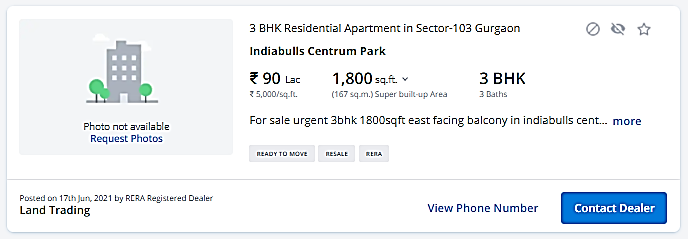 3 BHK Residential Apartment in Sector-103 Gurgaon
Indiabulls Centrum Park
₹ 90 Lac 1,800 sq.ft. 3 BHK
₹ 5,000/sq.ft. (167 sq.m.) Super built-up Area 3 Baths
Photo not available
Request Photos
For sale urgent 3bhk 1800sqft east facing balcony in indiabulls cent... more
READY TO MOVE RESALE RERA
Posted on 17th Jun, 2021 by RERA Registered Dealer
Land Trading
View Phone Number Contact Dealer